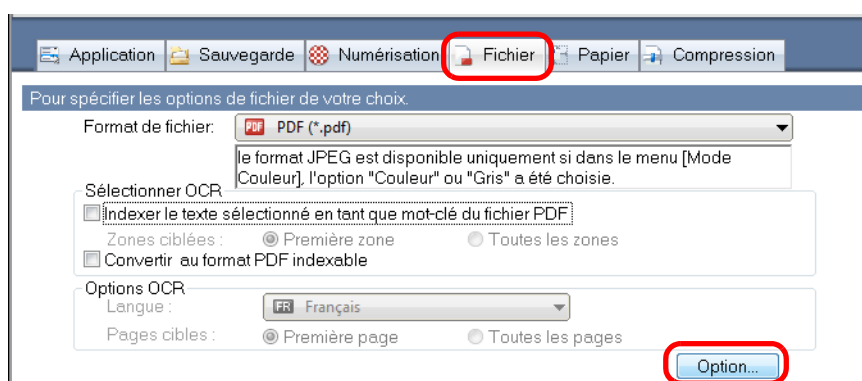 Application Sauvegarde Numérisation Fichier Papier Compression
Pour spécifier les options de fichier de votre choix.
Format de fichier: PDF PDF (*.pdf)
le format JPEG est disponible uniquement si dans le menu [Mode
Couleur], l'option "Couleur" ou "Gris" a été choisie.
Sélectionner OCR
Indexer le texte sélectionné en tant que mot-clé du fichier PDF
Zones ciblées : Première zone Toutes les zones
Convertir au format PDF indexable
Options OCR
Langue : FR Français
Pages cibles : Première page Toutes les pages
Option...